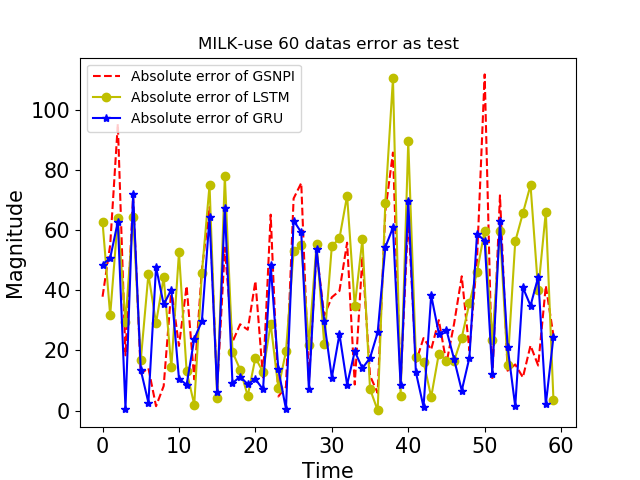 MILK-use 60 datas error as test
Absolute error of GSNPI
Absolute error of LSTM
Absolute error of GRU
Magnitude
100
80
60
40
20
0
0 10 20 30 40 50 60
Time